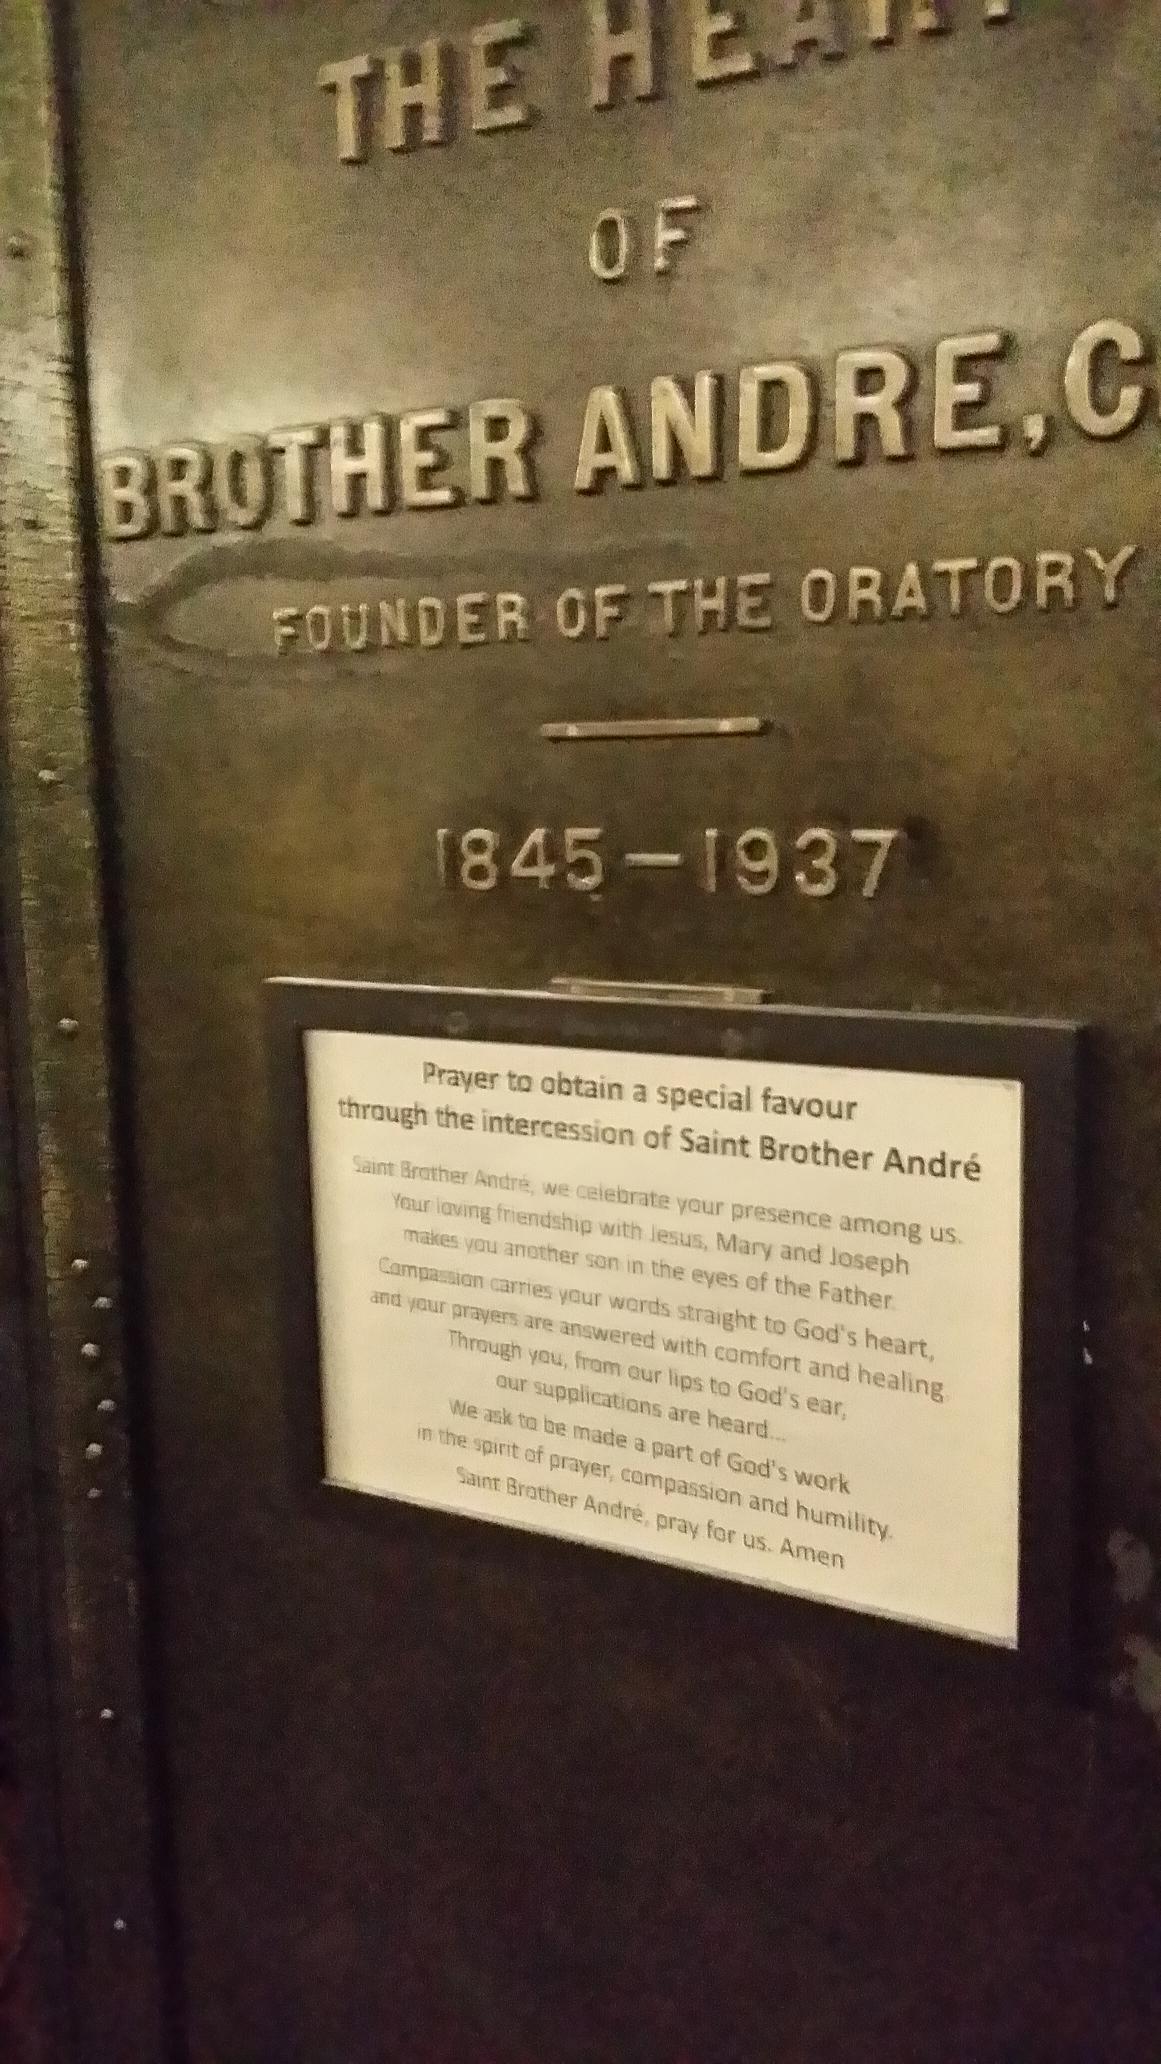 THE HEART
OF
BROTHER ANDRE, C
FOUNDER OF THE ORATORY
1845 – 1937
Prayer to obtain a special favour
through the intercession of Saint Brother André
Saint Brother André, we celebrate your presence among us.
Your loving friendship with Jesus, Mary and Joseph
makes you another son in the eyes of the Father.
Compassion carries your words straight to God's heart,
and your prayers are answered with comfort and healing.
Through you, from our lips to God's ear,
our supplications are heard...
We ask to be made a part of God's work
in the spirit of prayer, compassion and humility.
Saint Brother André, pray for us. Amen